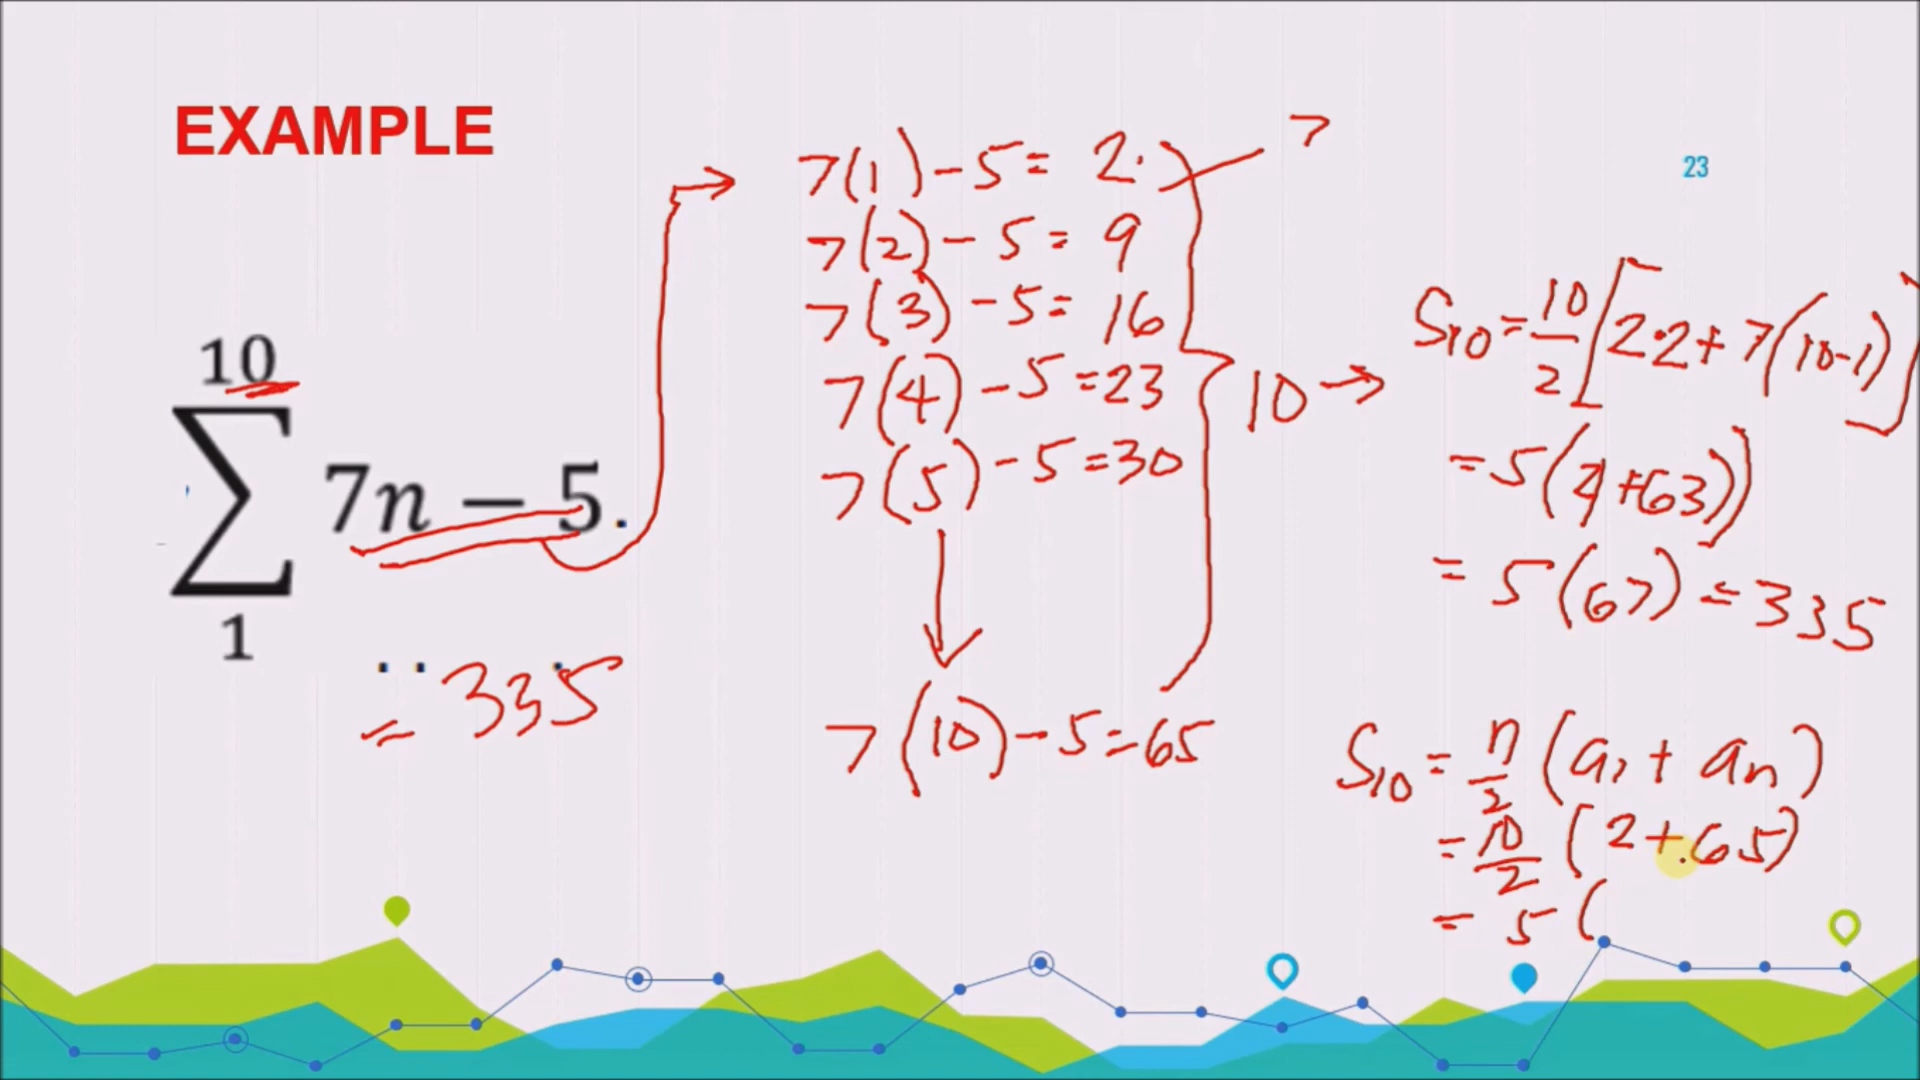 EXAMPLE
23
10
∑ 7n − 5.
1
= 335
7(1) - 5 = 2
7(2) - 5 = 9
7(3) - 5 = 16
7(4) - 5 = 23
7(5) - 5 = 30
7(10) - 5 = 65
7
10 →
S10 = 10/2 [2·2 + 7(10-1)]
= 5(4+63)
= 5(67) = 335
S10 = n/2 (a1 + an)
= 10/2 (2+65)
= 5(